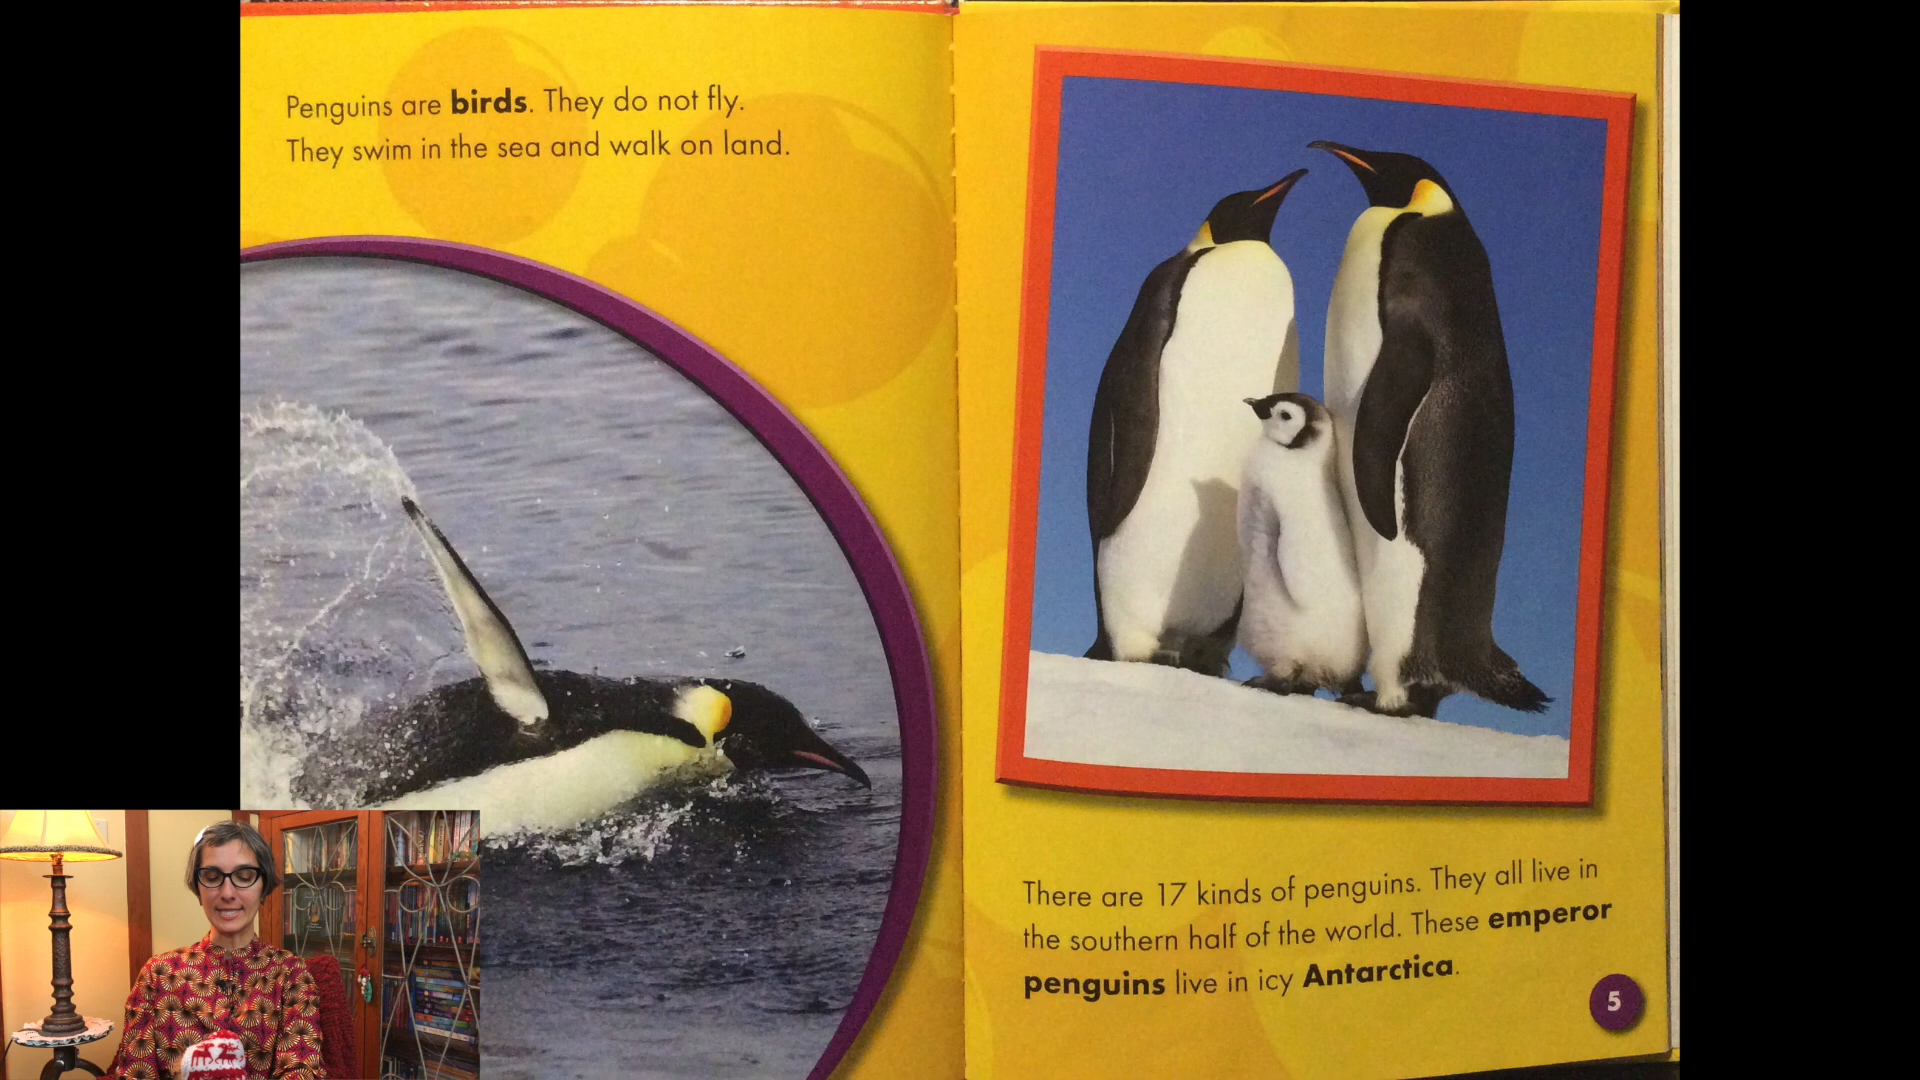 Penguins are birds. They do not fly.
They swim in the sea and walk on land.
There are 17 kinds of penguins. They all live in
the southern half of the world. These emperor
penguins live in icy Antarctica.
5